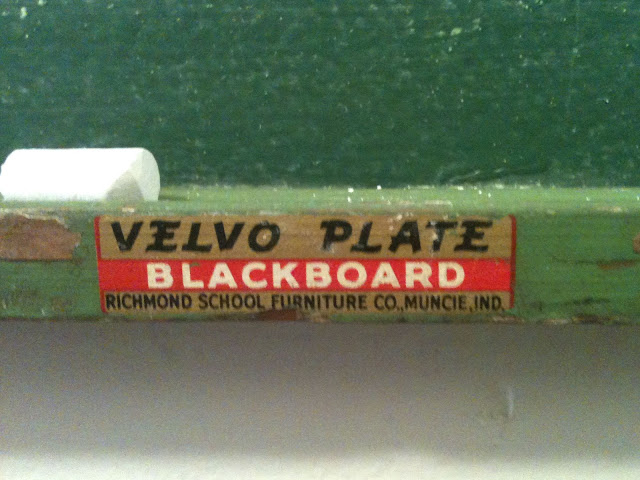 VELVO PLATE
BLACKBOARD
RICHMOND SCHOOL FURNITURE CO., MUNCIE, IND.